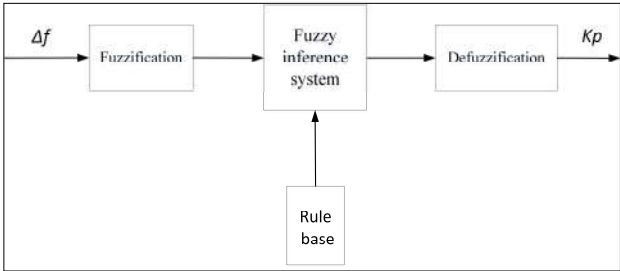 Δf
Fuzzification
Fuzzy
inference
system
Defuzzification
Kp
Rule
base